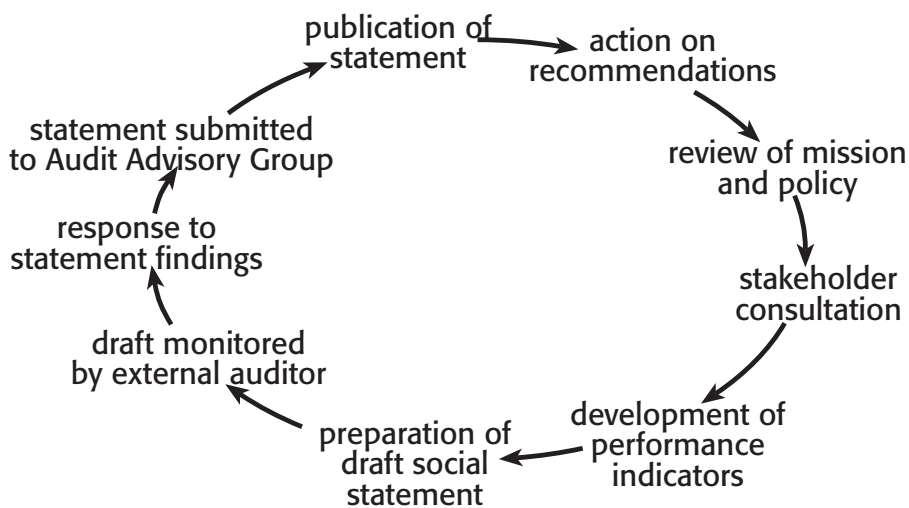 publication of
statement
action on
recommendations
review of mission
and policy
stakeholder
consultation
development of
performance
indicators
preparation of
draft social
statement
draft monitored
by external auditor
response to
statement findings
statement submitted
to Audit Advisory Group